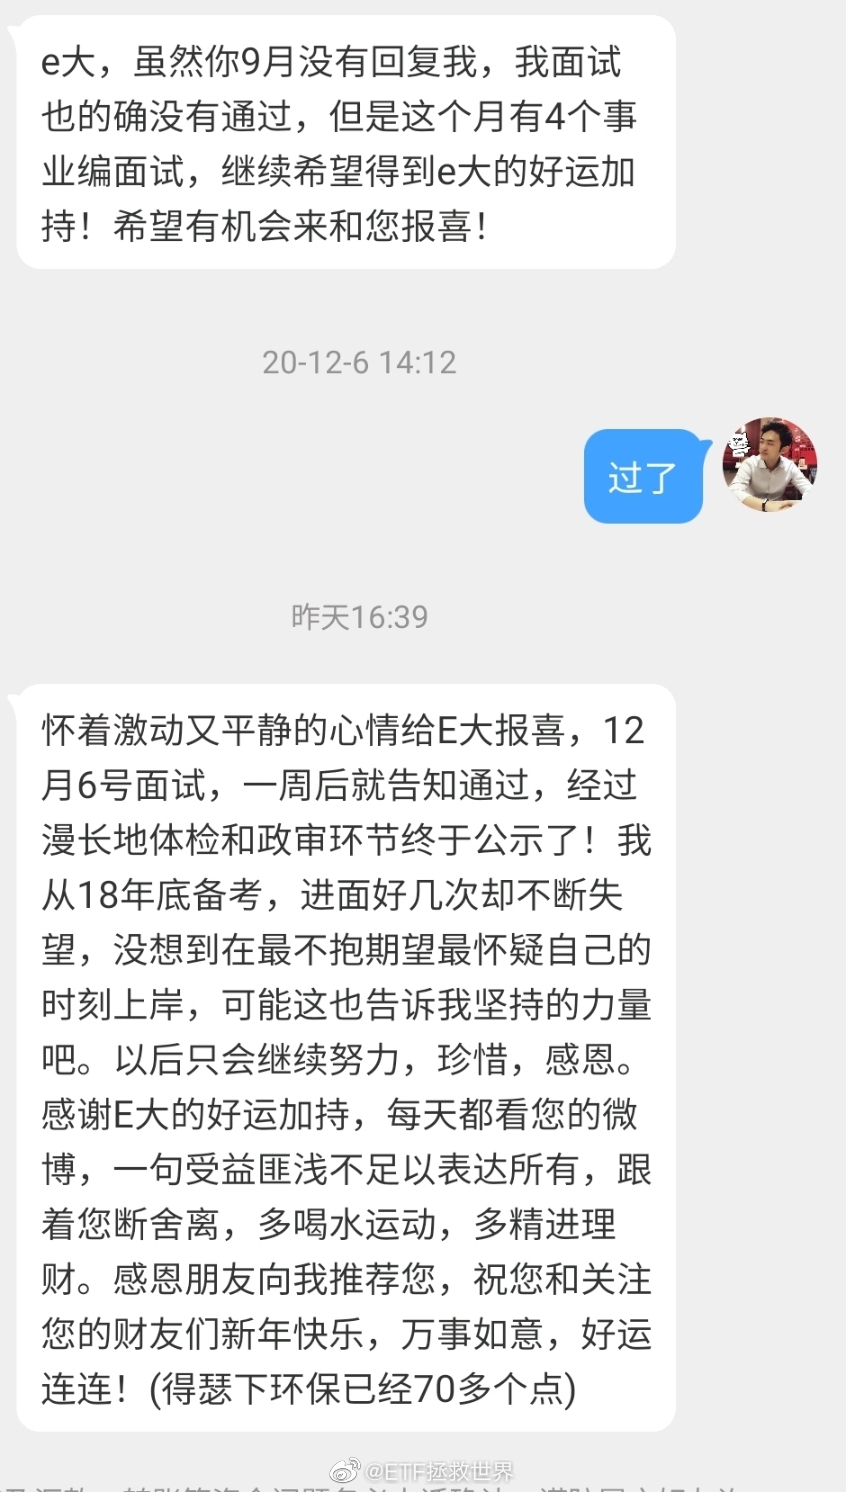 e大，虽然你9月没有回复我，我面试
也的确没有通过，但是这个月有4个事
业编面试，继续希望得到e大的好运加
持！希望有机会来和您报喜！
20-12-6 14:12
过了
昨天16:39
怀着激动又平静的心情给E大报喜，12
月6号面试，一周后就告知通过，经过
漫长地体检和政审环节终于公示了！我
从18年底备考，进面好几次却不断失
望，没想到在最不抱期望最怀疑自己的
时刻上岸，可能这也告诉我坚持的力量
吧。以后只会继续努力，珍惜，感恩。
感谢E大的好运加持，每天都看您的微
博，一句受益匪浅不足以表达所有，跟
着您断舍离，多喝水运动，多精进理
财。感恩朋友向我推荐您，祝您和关注
您的财友们新年快乐，万事如意，好运
连连！(得瑟下环保已经70多个点)
@ETF拯救世界